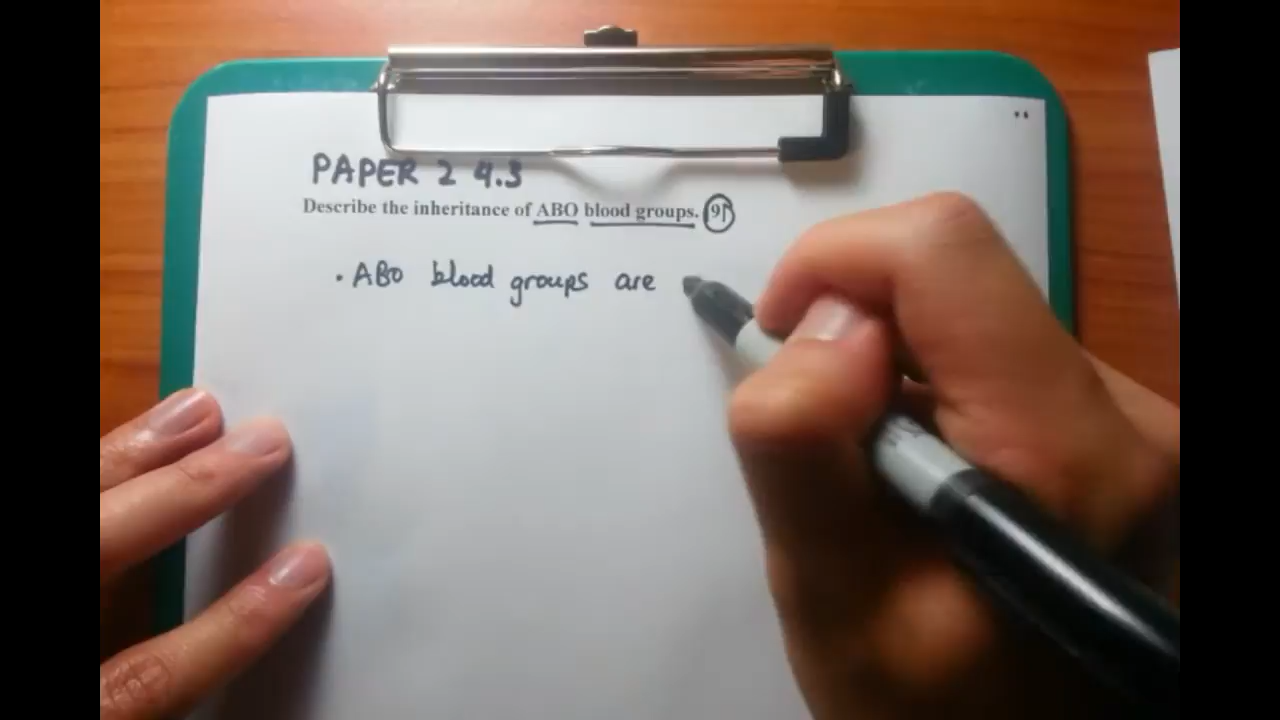 PAPER 2 4.3
Describe the inheritance of ABO blood groups. (9)
• ABO blood groups are